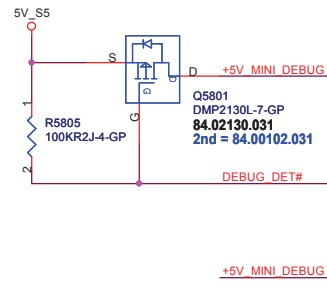 5V_S5
S
D
+5V_MINI_DEBUG
G
G
Q5801
DMP2130L-7-GP
84.02130.031
2nd = 84.00102.031
1
R5805
100KR2J-4-GP
2
DEBUG_DET#
+5V_MINI_DEBUG